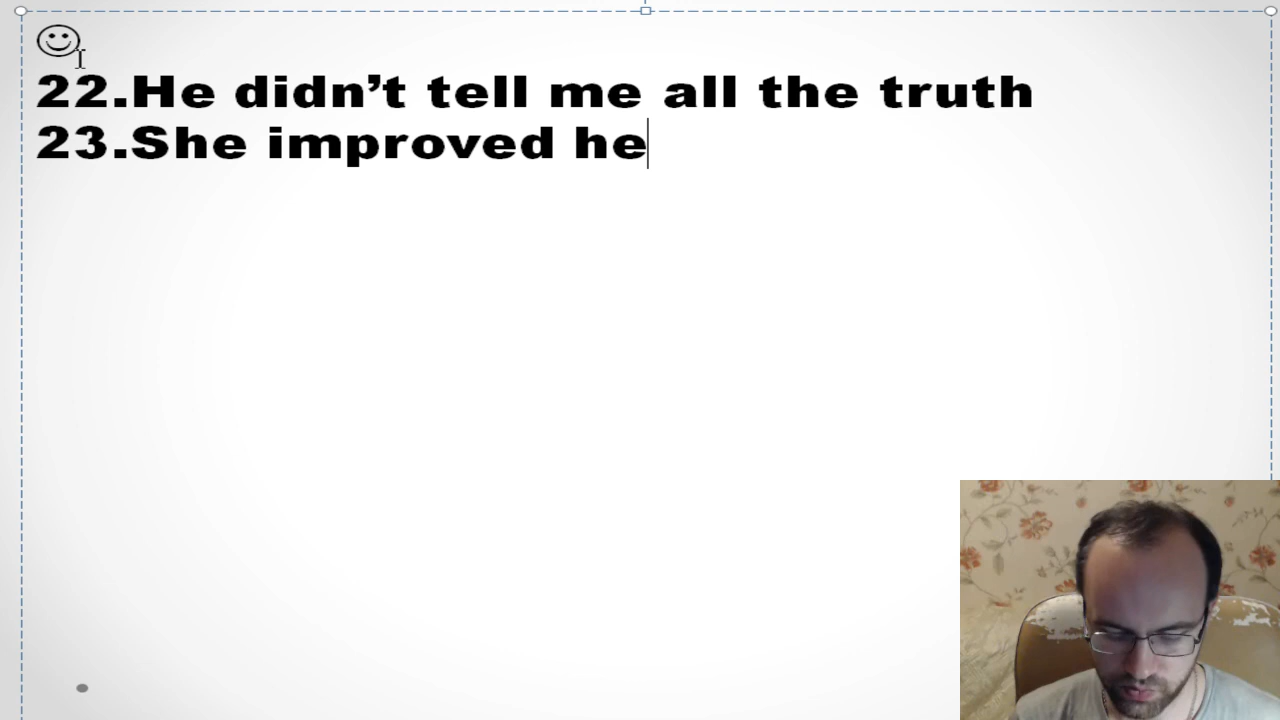 22.He didn’t tell me all the truth
23.She improved he